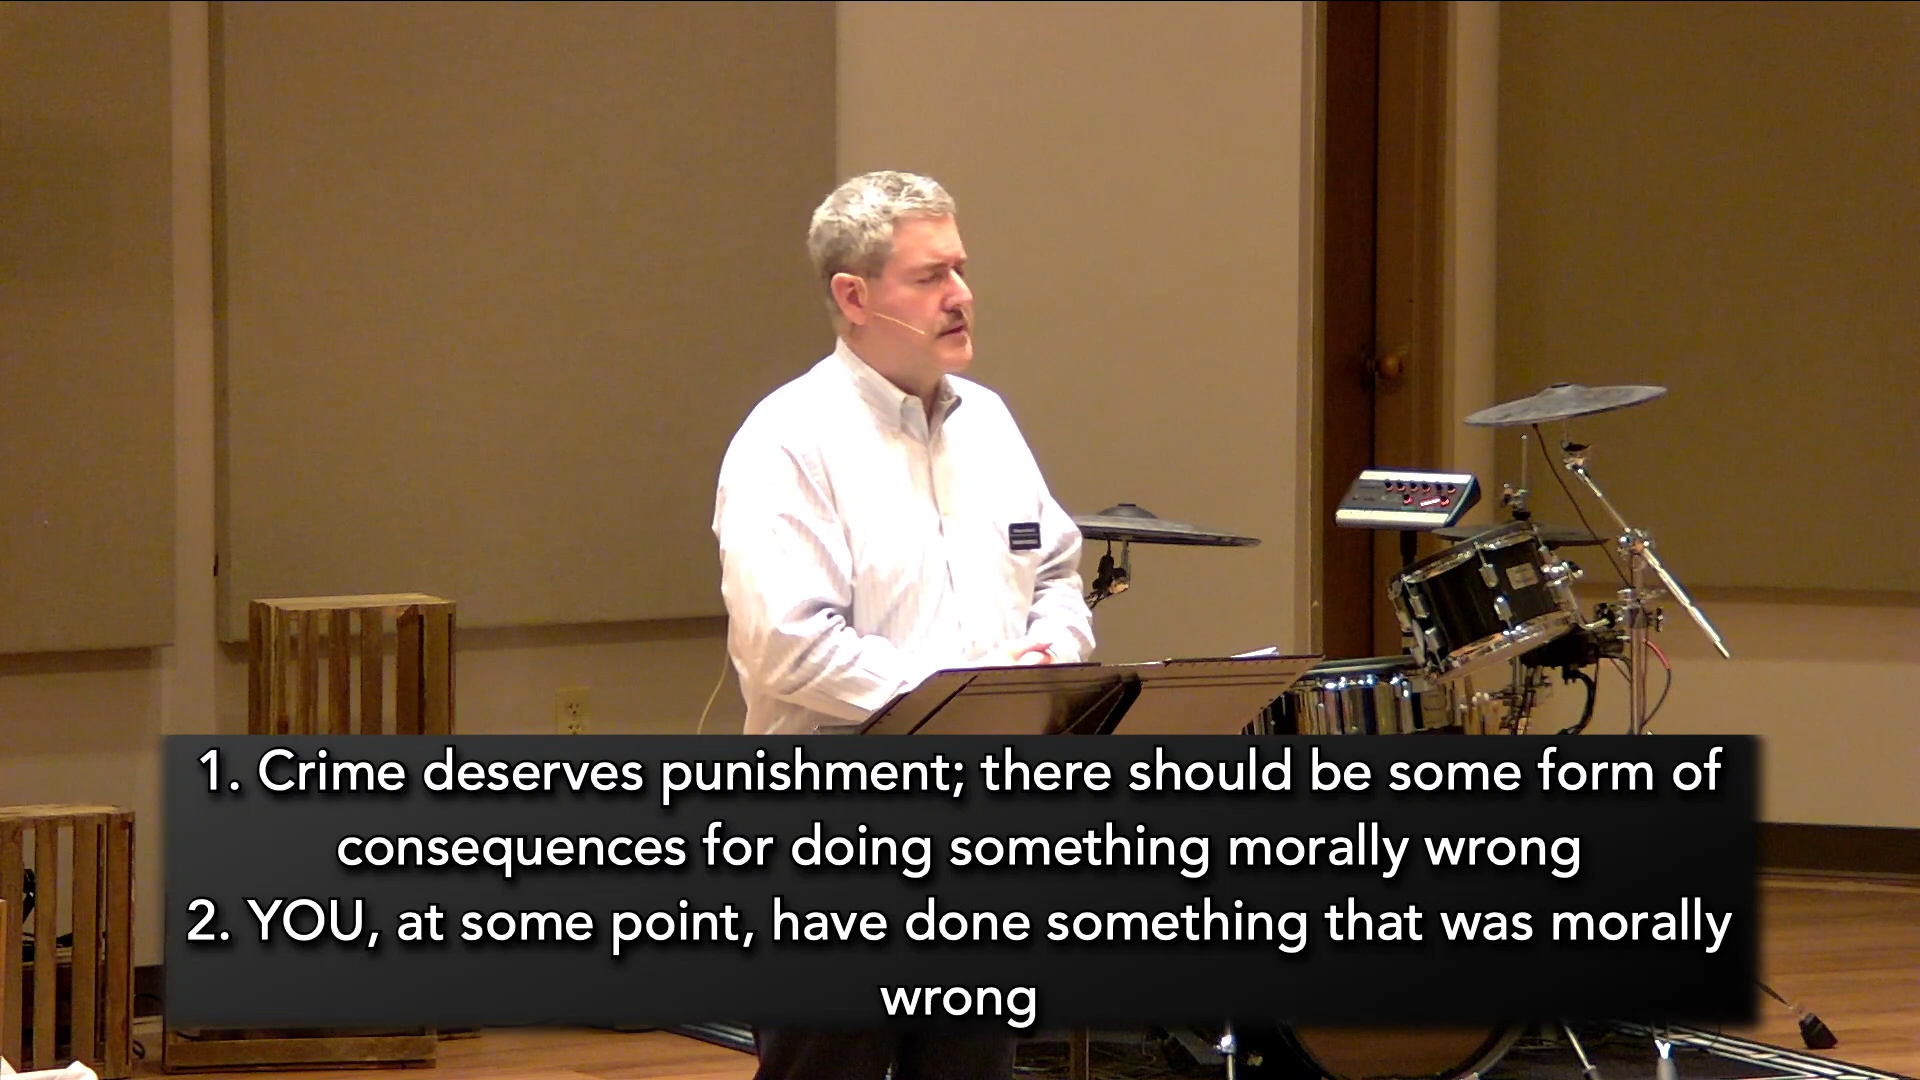 1. Crime deserves punishment; there should be some form of
consequences for doing something morally wrong
2. YOU, at some point, have done something that was morally
wrong